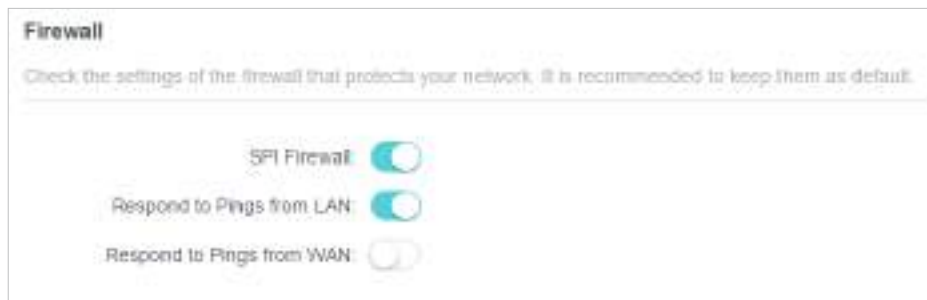 Firewall
Check the settings of the firewall that protects your network. It is recommended to keep them as default.
SPI Firewall:
Respond to Pings from LAN:
Respond to Pings from WAN: